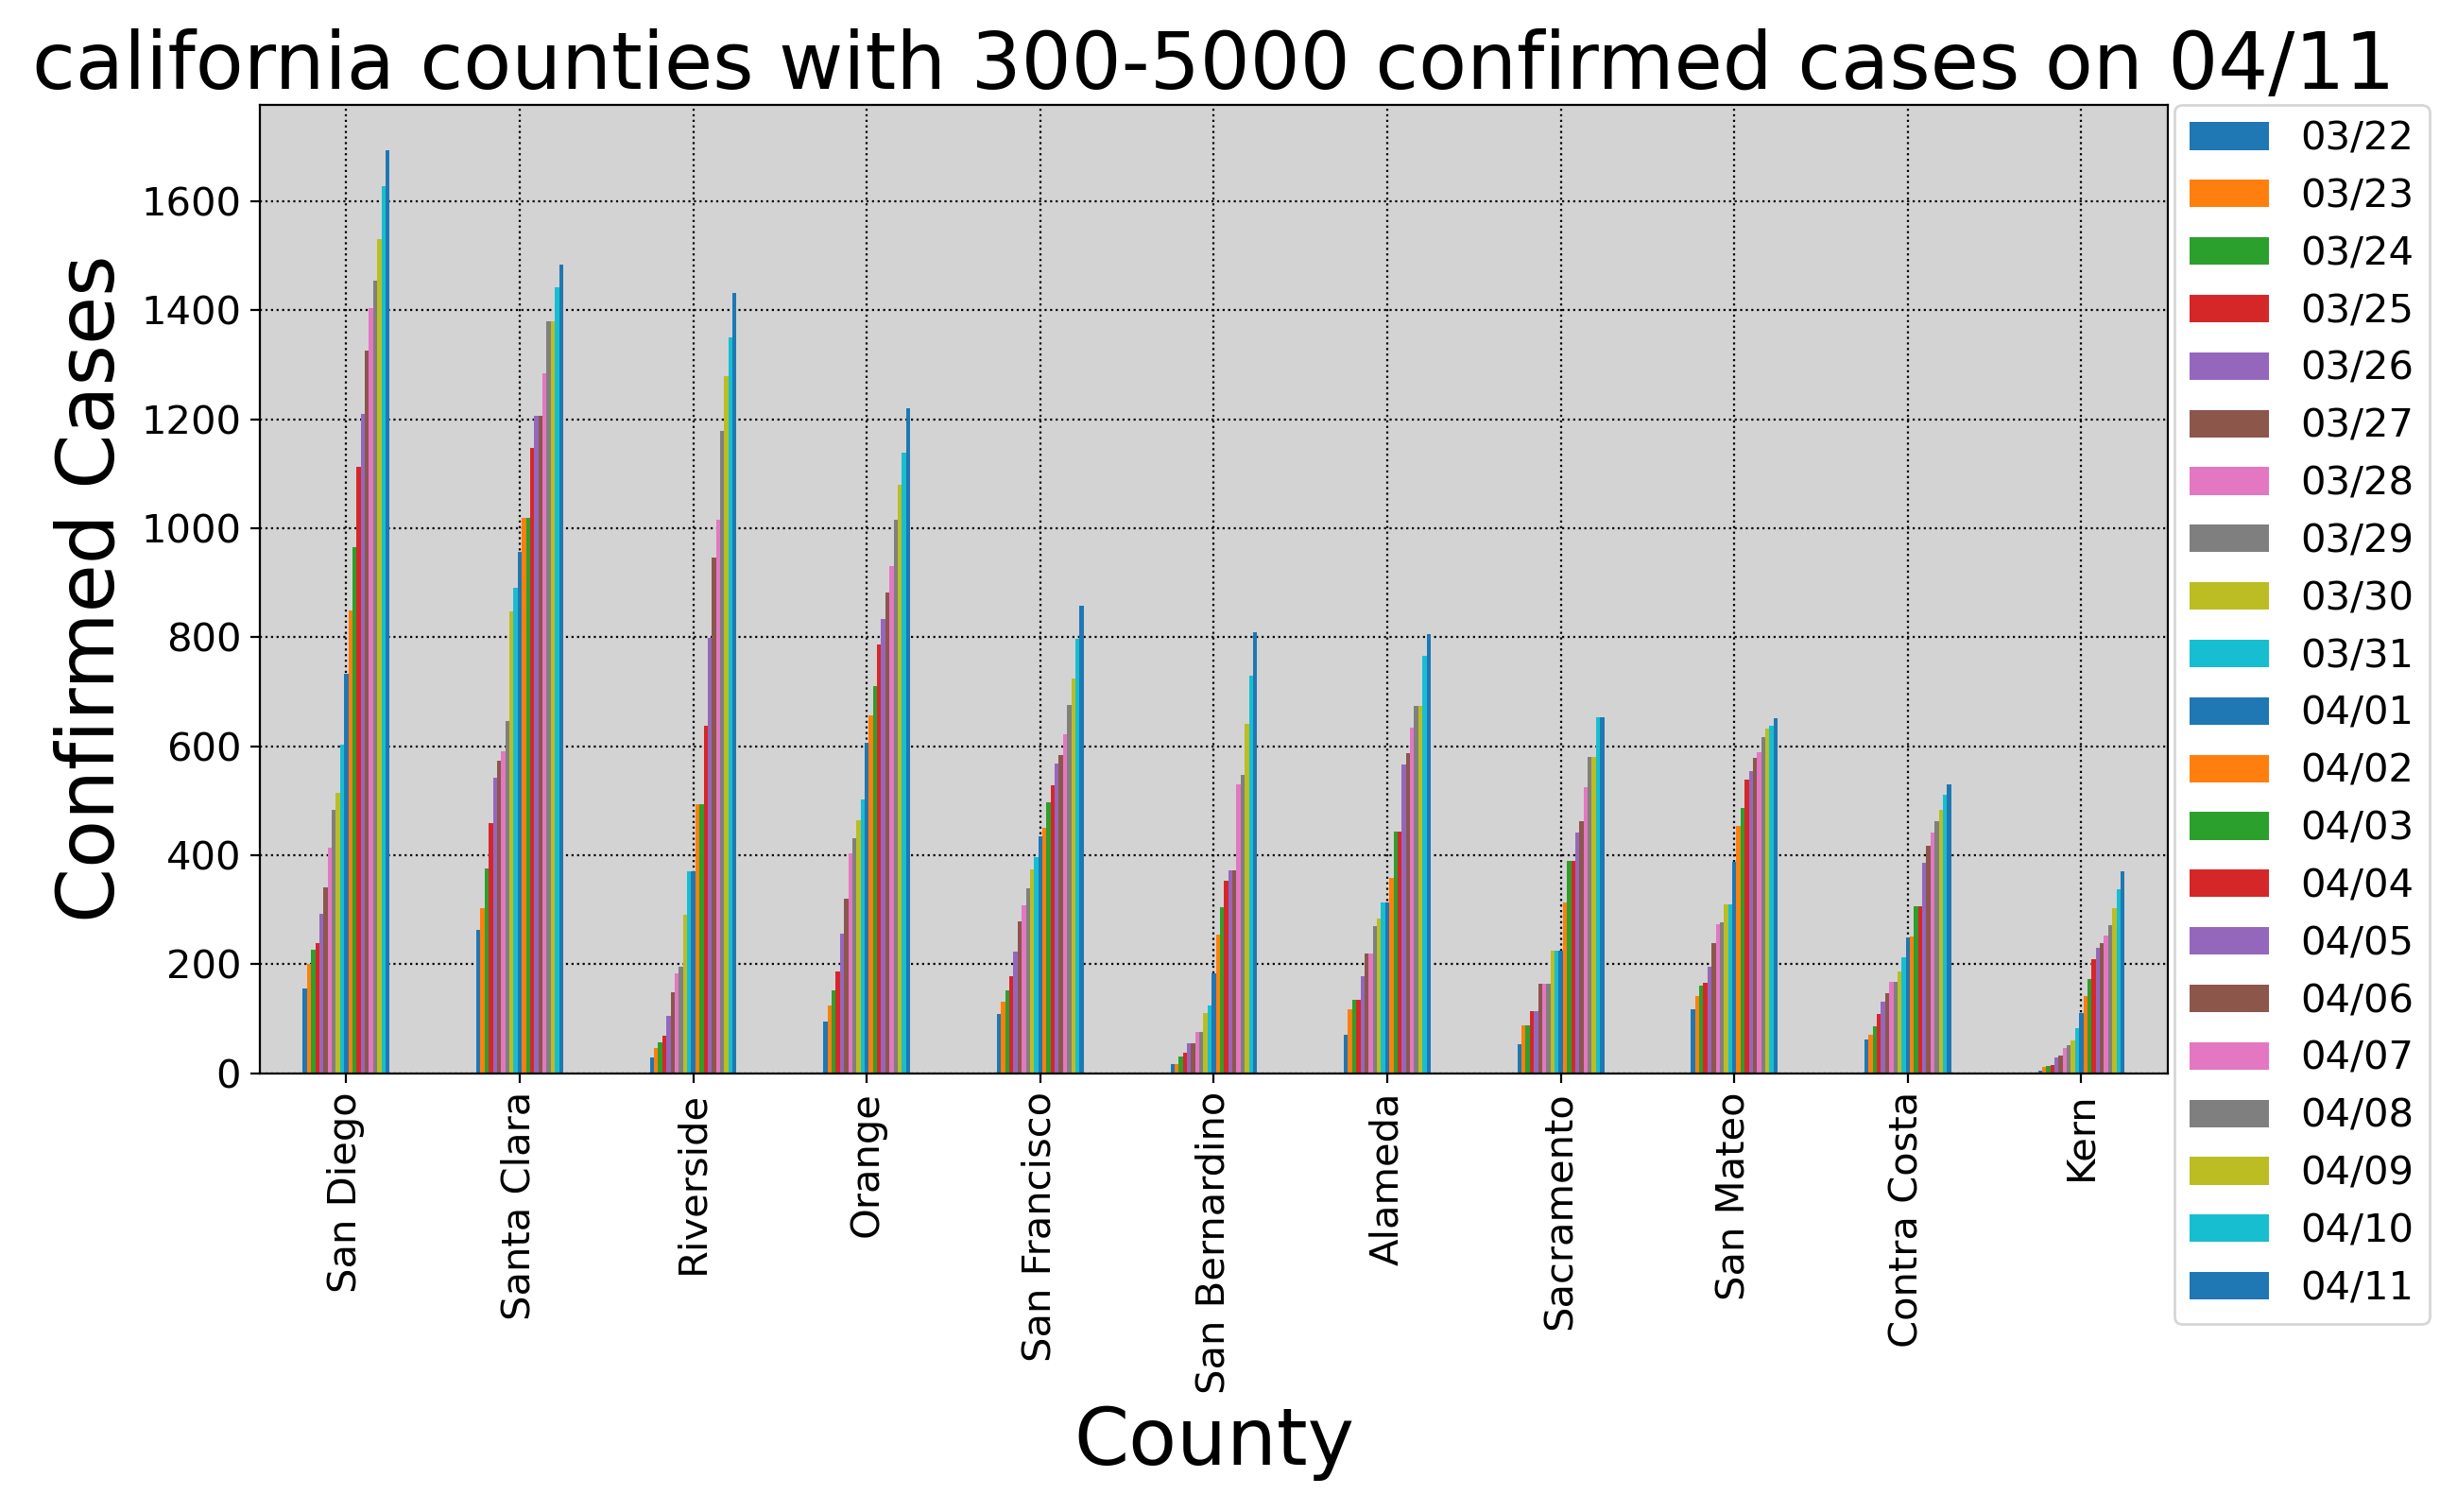 california counties with 300-5000 confirmed cases on 04/11
Confirmed Cases
1600
1400
1200
1000
800
600
400
200
0
San Diego
Santa Clara
Riverside
Orange
San Francisco
San Bernardino
Alameda
Sacramento
San Mateo
Contra Costa
Kern
County
03/22
03/23
03/24
03/25
03/26
03/27
03/28
03/29
03/30
03/31
04/01
04/02
04/03
04/04
04/05
04/06
04/07
04/08
04/09
04/10
04/11